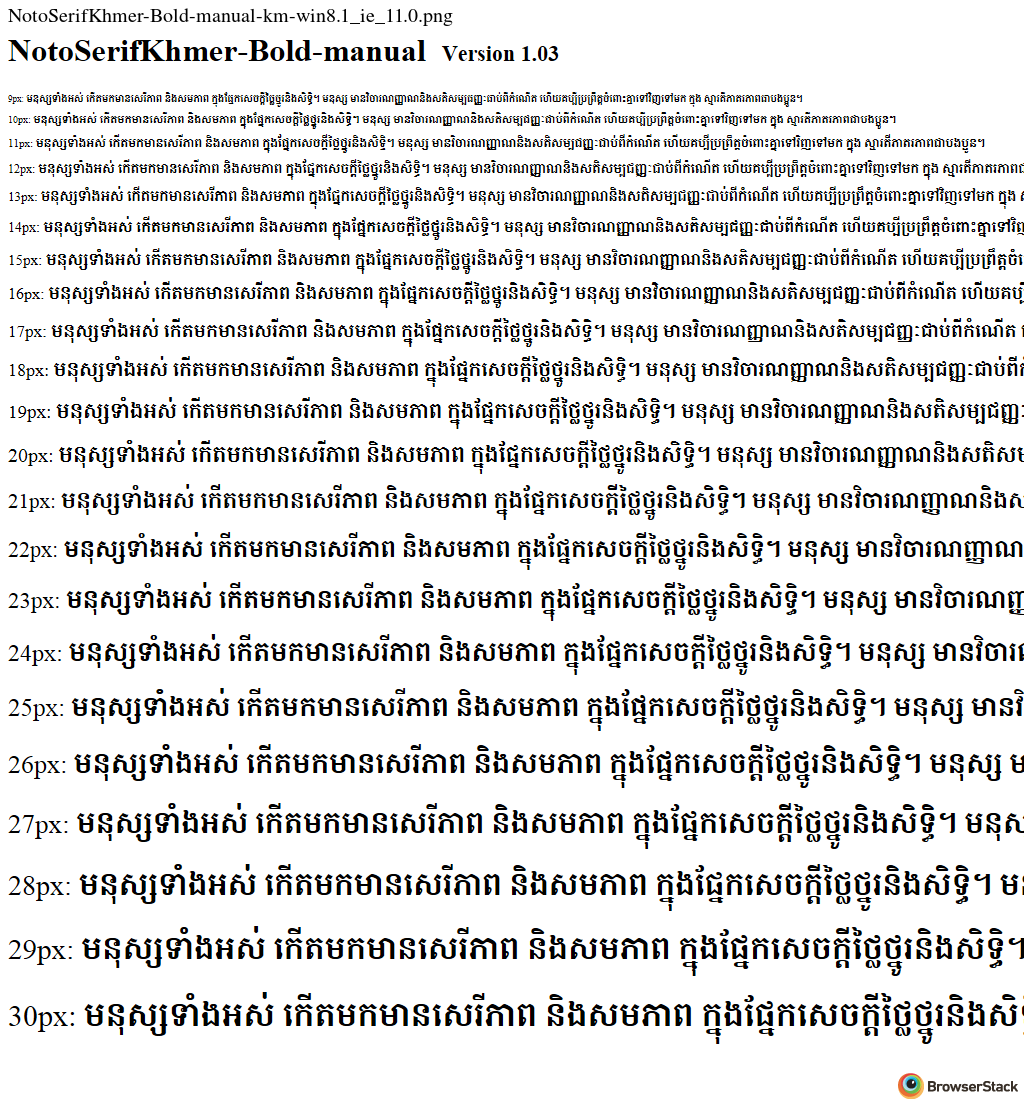 NotoSerifKhmer-Bold-manual-km-win8.1_ie_11.0.png
NotoSerifKhmer-Bold-manual Version 1.03
9px: មនុស្សទាំងអស់ កើតមកមានសេរីភាព និងសមភាព ក្នុងផ្នែកសេចក្ដីថ្លៃថ្នូរនិងសិទ្ធិ។ មនុស្ស មានវិចារណញ្ញាណនិងសតិសម្បជញ្ញៈជាប់ពីកំណើត ហើយគប្បីប្រព្រឹត្ដចំពោះគ្នាទៅវិញទៅមក ក្នុង ស្មារតីភាតរភាពជាបងប្អូន។
10px: មនុស្សទាំងអស់ កើតមកមានសេរីភាព និងសមភាព ក្នុងផ្នែកសេចក្ដីថ្លៃថ្នូរនិងសិទ្ធិ។ មនុស្ស មានវិចារណញ្ញាណនិងសតិសម្បជញ្ញៈជាប់ពីកំណើត ហើយគប្បីប្រព្រឹត្ដចំពោះគ្នាទៅវិញទៅមក ក្នុង ស្មារតីភាតរភាពជាបងប្អូន។
11px: មនុស្សទាំងអស់ កើតមកមានសេរីភាព និងសមភាព ក្នុងផ្នែកសេចក្ដីថ្លៃថ្នូរនិងសិទ្ធិ។ មនុស្ស មានវិចារណញ្ញាណនិងសតិសម្បជញ្ញៈជាប់ពីកំណើត ហើយគប្បីប្រព្រឹត្ដចំពោះគ្នាទៅវិញទៅមក ក្នុង ស្មារតីភាតរភាពជាបងប្អូន។
12px: មនុស្សទាំងអស់ កើតមកមានសេរីភាព និងសមភាព ក្នុងផ្នែកសេចក្ដីថ្លៃថ្នូរនិងសិទ្ធិ។ មនុស្ស មានវិចារណញ្ញាណនិងសតិសម្បជញ្ញៈជាប់ពីកំណើត ហើយគប្បីប្រព្រឹត្ដចំពោះគ្នាទៅវិញទៅមក ក្នុង ស្មារតីភាតរភាពជ
13px: មនុស្សទាំងអស់ កើតមកមានសេរីភាព និងសមភាព ក្នុងផ្នែកសេចក្ដីថ្លៃថ្នូរនិងសិទ្ធិ។ មនុស្ស មានវិចារណញ្ញាណនិងសតិសម្បជញ្ញៈជាប់ពីកំណើត ហើយគប្បីប្រព្រឹត្ដចំពោះគ្នាទៅវិញទៅមក ក្នុង
14px: មនុស្សទាំងអស់ កើតមកមានសេរីភាព និងសមភាព ក្នុងផ្នែកសេចក្ដីថ្លៃថ្នូរនិងសិទ្ធិ។ មនុស្ស មានវិចារណញ្ញាណនិងសតិសម្បជញ្ញៈជាប់ពីកំណើត ហើយគប្បីប្រព្រឹត្ដចំពោះគ្នាទៅវិញ
15px: មនុស្សទាំងអស់ កើតមកមានសេរីភាព និងសមភាព ក្នុងផ្នែកសេចក្ដីថ្លៃថ្នូរនិងសិទ្ធិ។ មនុស្ស មានវិចារណញ្ញាណនិងសតិសម្បជញ្ញៈជាប់ពីកំណើត ហើយគប្បីប្រព្រឹត្ដចំពោះ
16px: មនុស្សទាំងអស់ កើតមកមានសេរីភាព និងសមភាព ក្នុងផ្នែកសេចក្ដីថ្លៃថ្នូរនិងសិទ្ធិ។ មនុស្ស មានវិចារណញ្ញាណនិងសតិសម្បជញ្ញៈជាប់ពីកំណើត ហើយគប្បី
17px: មនុស្សទាំងអស់ កើតមកមានសេរីភាព និងសមភាព ក្នុងផ្នែកសេចក្ដីថ្លៃថ្នូរនិងសិទ្ធិ។ មនុស្ស មានវិចារណញ្ញាណនិងសតិសម្បជញ្ញៈជាប់ពីកំណើត
18px: មនុស្សទាំងអស់ កើតមកមានសេរីភាព និងសមភាព ក្នុងផ្នែកសេចក្ដីថ្លៃថ្នូរនិងសិទ្ធិ។ មនុស្ស មានវិចារណញ្ញាណនិងសតិសម្បជញ្ញៈជាប់ពីកំ
19px: មនុស្សទាំងអស់ កើតមកមានសេរីភាព និងសមភាព ក្នុងផ្នែកសេចក្ដីថ្លៃថ្នូរនិងសិទ្ធិ។ មនុស្ស មានវិចារណញ្ញាណនិងសតិសម្បជញ្ញៈ
20px: មនុស្សទាំងអស់ កើតមកមានសេរីភាព និងសមភាព ក្នុងផ្នែកសេចក្ដីថ្លៃថ្នូរនិងសិទ្ធិ។ មនុស្ស មានវិចារណញ្ញាណនិងសតិសម
21px: មនុស្សទាំងអស់ កើតមកមានសេរីភាព និងសមភាព ក្នុងផ្នែកសេចក្ដីថ្លៃថ្នូរនិងសិទ្ធិ។ មនុស្ស មានវិចារណញ្ញាណនិងស
22px: មនុស្សទាំងអស់ កើតមកមានសេរីភាព និងសមភាព ក្នុងផ្នែកសេចក្ដីថ្លៃថ្នូរនិងសិទ្ធិ។ មនុស្ស មានវិចារណញ្ញាណ
23px: មនុស្សទាំងអស់ កើតមកមានសេរីភាព និងសមភាព ក្នុងផ្នែកសេចក្ដីថ្លៃថ្នូរនិងសិទ្ធិ។ មនុស្ស មានវិចារណញ្ញ
24px: មនុស្សទាំងអស់ កើតមកមានសេរីភាព និងសមភាព ក្នុងផ្នែកសេចក្ដីថ្លៃថ្នូរនិងសិទ្ធិ។ មនុស្ស មានវិចារ
25px: មនុស្សទាំងអស់ កើតមកមានសេរីភាព និងសមភាព ក្នុងផ្នែកសេចក្ដីថ្លៃថ្នូរនិងសិទ្ធិ។ មនុស្ស មានវិ
26px: មនុស្សទាំងអស់ កើតមកមានសេរីភាព និងសមភាព ក្នុងផ្នែកសេចក្ដីថ្លៃថ្នូរនិងសិទ្ធិ។ មនុស្ស ម
27px: មនុស្សទាំងអស់ កើតមកមានសេរីភាព និងសមភាព ក្នុងផ្នែកសេចក្ដីថ្លៃថ្នូរនិងសិទ្ធិ។ មនុស
28px: មនុស្សទាំងអស់ កើតមកមានសេរីភាព និងសមភាព ក្នុងផ្នែកសេចក្ដីថ្លៃថ្នូរនិងសិទ្ធិ។ មន
29px: មនុស្សទាំងអស់ កើតមកមានសេរីភាព និងសមភាព ក្នុងផ្នែកសេចក្ដីថ្លៃថ្នូរនិងសិទ្ធិ។
30px: មនុស្សទាំងអស់ កើតមកមានសេរីភាព និងសមភាព ក្នុងផ្នែកសេចក្ដីថ្លៃថ្នូរនិងសិ
BrowserStack